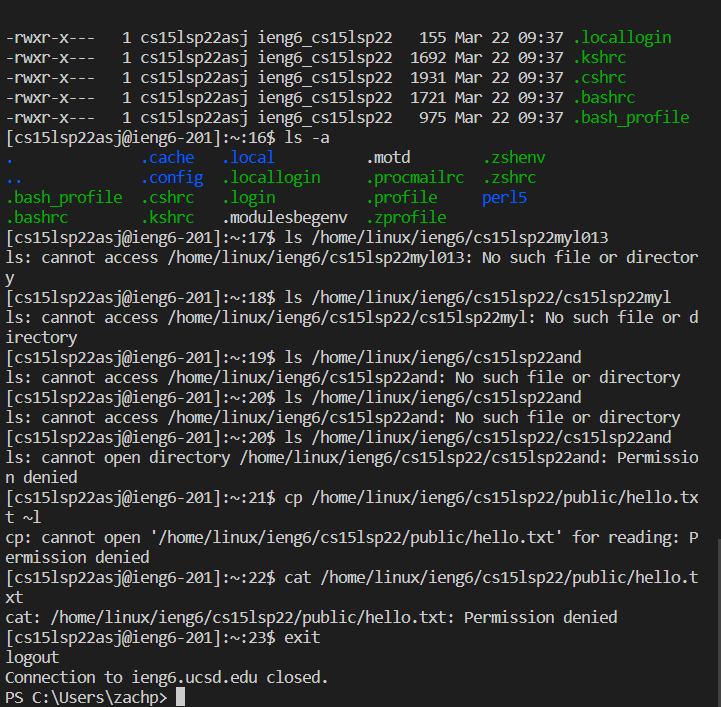 -rwxr-x---   1 cs15lsp22asj ieng6_cs15lsp22   155 Mar 22 09:37 .locallogin
-rwxr-x---   1 cs15lsp22asj ieng6_cs15lsp22  1692 Mar 22 09:37 .kshrc
-rwxr-x---   1 cs15lsp22asj ieng6_cs15lsp22  1931 Mar 22 09:37 .cshrc
-rwxr-x---   1 cs15lsp22asj ieng6_cs15lsp22  1721 Mar 22 09:37 .bashrc
-rwxr-x---   1 cs15lsp22asj ieng6_cs15lsp22   975 Mar 22 09:37 .bash_profile
[cs15lsp22asj@ieng6-201]:~:16$ ls -a
.              .cache   .local          .motd       .zshenv
..             .config  .locallogin     .procmailrc  .zshrc
.bash_profile  .cshrc   .login          .profile    perl5
.bashrc        .kshrc   .modulesbegenv  .zprofile
[cs15lsp22asj@ieng6-201]:~:17$ ls /home/linux/ieng6/cs15lsp22myl013
ls: cannot access /home/linux/ieng6/cs15lsp22myl013: No such file or director
y
[cs15lsp22asj@ieng6-201]:~:18$ ls /home/linux/ieng6/cs15lsp22/cs15lsp22myl
ls: cannot access /home/linux/ieng6/cs15lsp22/cs15lsp22myl: No such file or d
irectory
[cs15lsp22asj@ieng6-201]:~:19$ ls /home/linux/ieng6/cs15lsp22and
ls: cannot access /home/linux/ieng6/cs15lsp22and: No such file or directory
[cs15lsp22asj@ieng6-201]:~:20$ ls /home/linux/ieng6/cs15lsp22and
ls: cannot access /home/linux/ieng6/cs15lsp22and: No such file or directory
[cs15lsp22asj@ieng6-201]:~:20$ ls /home/linux/ieng6/cs15lsp22/cs15lsp22and
ls: cannot open directory /home/linux/ieng6/cs15lsp22/cs15lsp22and: Permissio
n denied
[cs15lsp22asj@ieng6-201]:~:21$ cp /home/linux/ieng6/cs15lsp22/public/hello.tx
t ~l
cp: cannot open '/home/linux/ieng6/cs15lsp22/public/hello.txt' for reading: P
ermission denied
[cs15lsp22asj@ieng6-201]:~:22$ cat /home/linux/ieng6/cs15lsp22/public/hello.t
xt
cat: /home/linux/ieng6/cs15lsp22/public/hello.txt: Permission denied
[cs15lsp22asj@ieng6-201]:~:23$ exit
logout
Connection to ieng6.ucsd.edu closed.
PS C:\Users\zachp>